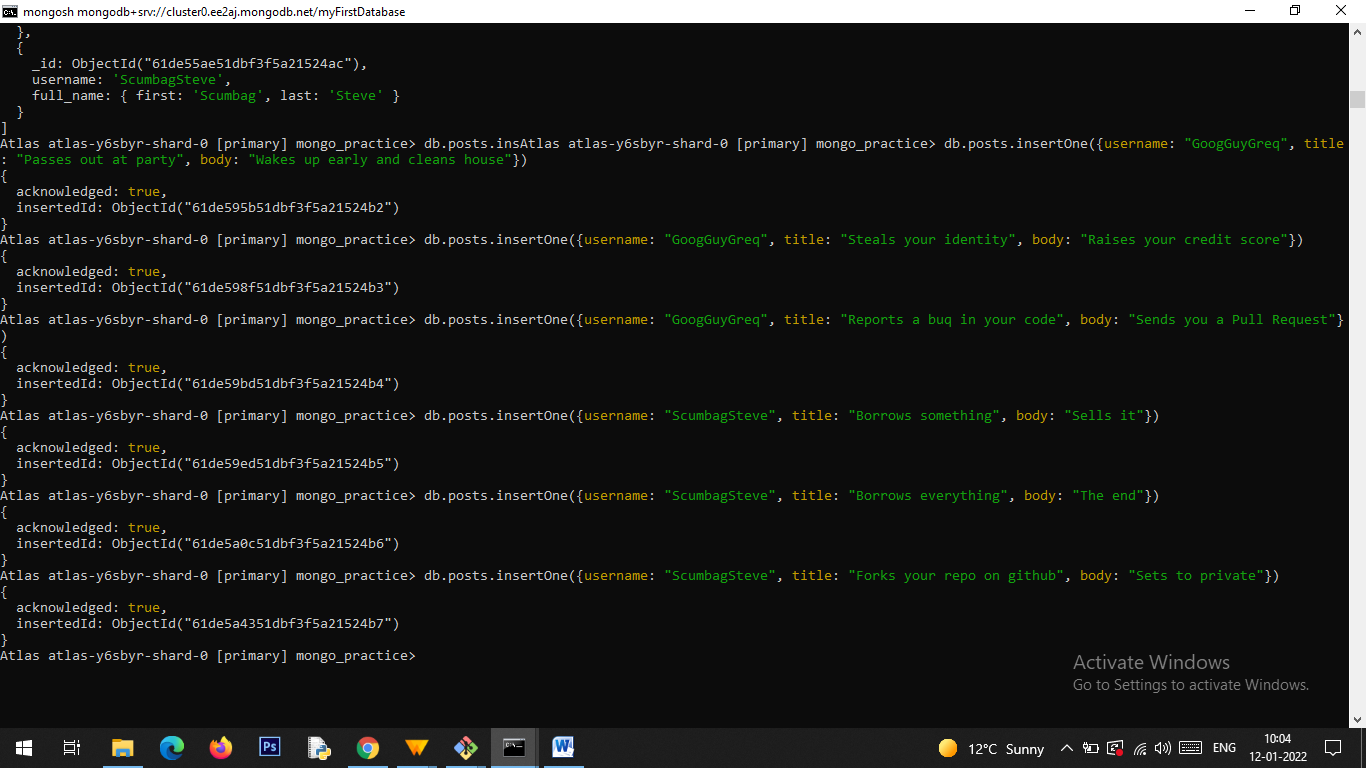 mongosh mongodb+srv://cluster0.ee2aj.mongodb.net/myFirstDatabase
},
{
_id: ObjectId("61de55ae51dbf3f5a21524ac"),
username: 'ScumbagSteve',
full_name: { first: 'Scumbag', last: 'Steve' }
}
]
Atlas atlas-y6sbyr-shard-0 [primary] mongo_practice> db.posts.insAtlas atlas-y6sbyr-shard-0 [primary] mongo_practice> db.posts.insertOne({username: "GoogGuyGreq", title
: "Passes out at party", body: "Wakes up early and cleans house"})
{
acknowledged: true,
insertedId: ObjectId("61de595b51dbf3f5a21524b2")
}
Atlas atlas-y6sbyr-shard-0 [primary] mongo_practice> db.posts.insertOne({username: "GoogGuyGreq", title: "Steals your identity", body: "Raises your credit score"})
{
acknowledged: true,
insertedId: ObjectId("61de598f51dbf3f5a21524b3")
}
Atlas atlas-y6sbyr-shard-0 [primary] mongo_practice> db.posts.insertOne({username: "GoogGuyGreq", title: "Reports a buq in your code", body: "Sends you a Pull Request"}
)
{
acknowledged: true,
insertedId: ObjectId("61de59bd51dbf3f5a21524b4")
}
Atlas atlas-y6sbyr-shard-0 [primary] mongo_practice> db.posts.insertOne({username: "ScumbagSteve", title: "Borrows something", body: "Sells it"})
{
acknowledged: true,
insertedId: ObjectId("61de59ed51dbf3f5a21524b5")
}
Atlas atlas-y6sbyr-shard-0 [primary] mongo_practice> db.posts.insertOne({username: "ScumbagSteve", title: "Borrows everything", body: "The end"})
{
acknowledged: true,
insertedId: ObjectId("61de5a0c51dbf3f5a21524b6")
}
Atlas atlas-y6sbyr-shard-0 [primary] mongo_practice> db.posts.insertOne({username: "ScumbagSteve", title: "Forks your repo on github", body: "Sets to private"})
{
acknowledged: true,
insertedId: ObjectId("61de5a4351dbf3f5a21524b7")
}
Atlas atlas-y6sbyr-shard-0 [primary] mongo_practice>
Activate Windows
Go to Settings to activate Windows.
Ps
W
12°C Sunny
ENG
10:04
12-01-2022